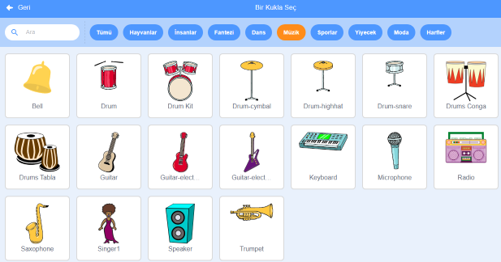 Geri Bir Kukla Seç
Ara Tümü Hayvanlar İnsanlar Fantezi Dans Müzik Sporlar Yiyecek Moda Harfler
Bell Drum Drum Kit Drum-cymbal Drum-highhat Drum-snare Drums Conga
Drums Tabla Guitar Guitar-elect... Guitar-elect... Keyboard Microphone Radio
Saxophone Singer1 Speaker Trumpet